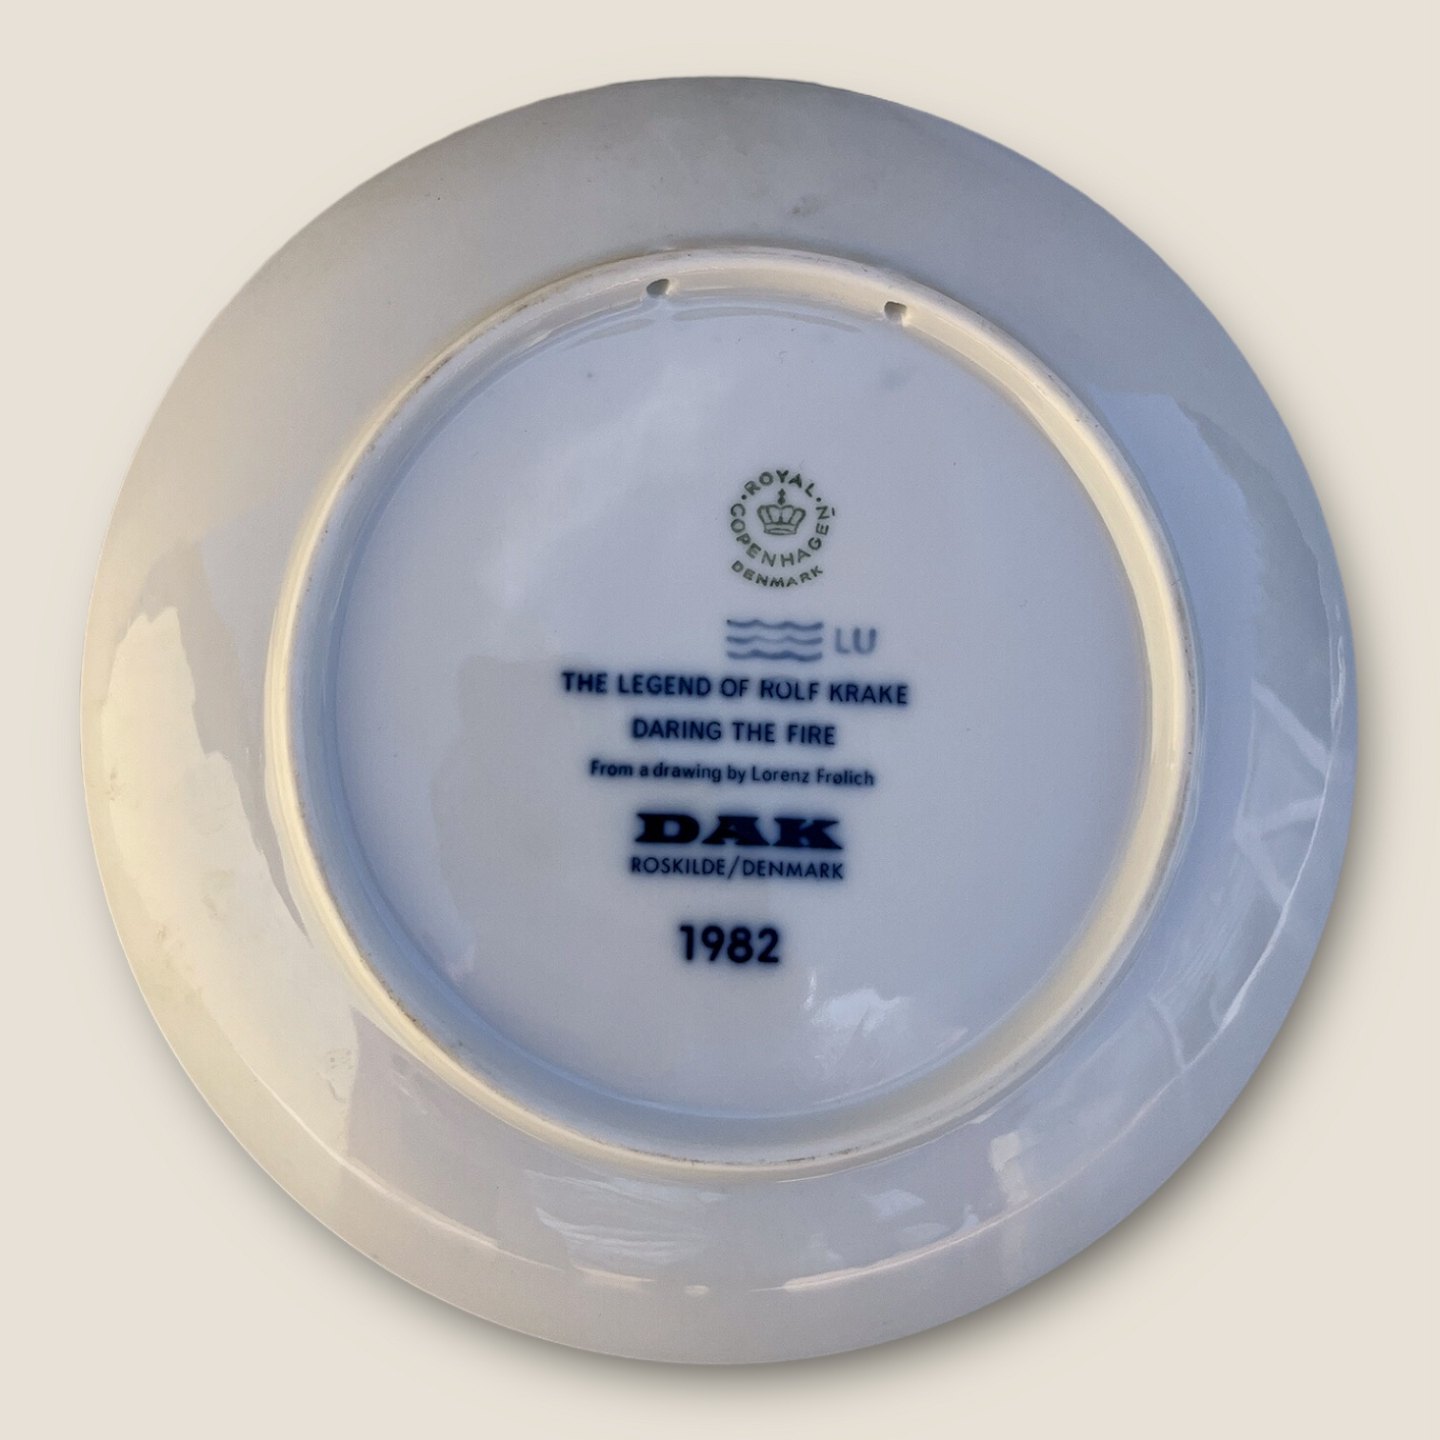 ROYAL
COPENHAGEN
DENMARK
LU
THE LEGEND OF ROLF KRAKE
DARING THE FIRE
From a drawing by Lorenz Frølich
DAK
ROSKILDE/DENMARK
1982